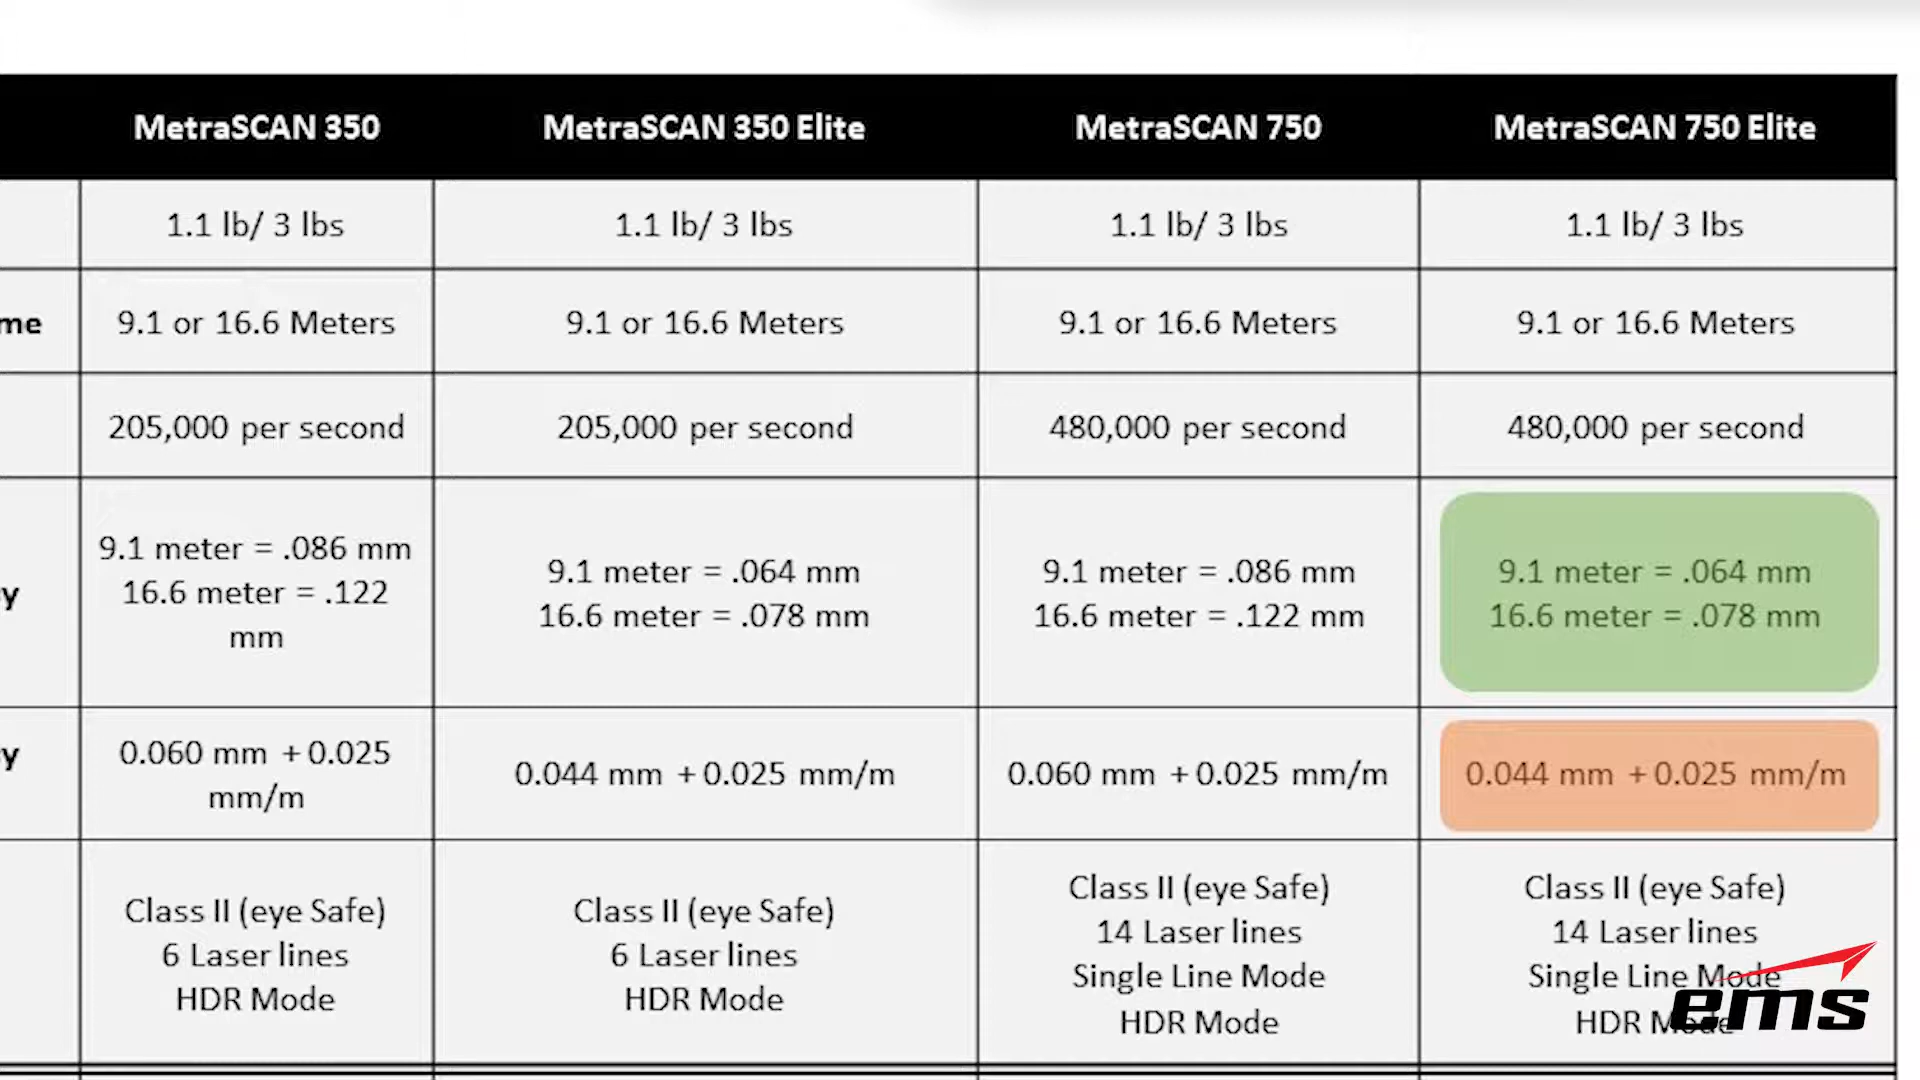 MetraSCAN 350
MetraSCAN 350 Elite
MetraSCAN 750
MetraSCAN 750 Elite
1.1 lb/ 3 lbs
1.1 lb/ 3 lbs
1.1 lb/ 3 lbs
1.1 lb/ 3 lbs
me
9.1 or 16.6 Meters
9.1 or 16.6 Meters
9.1 or 16.6 Meters
9.1 or 16.6 Meters
205,000 per second
205,000 per second
480,000 per second
480,000 per second
y
9.1 meter = .086 mm
16.6 meter = .122
mm
9.1 meter = .064 mm
16.6 meter = .078 mm
9.1 meter = .086 mm
16.6 meter = .122 mm
9.1 meter = .064 mm
16.6 meter = .078 mm
y
0.060 mm + 0.025
mm/m
0.044 mm + 0.025 mm/m
0.060 mm + 0.025 mm/m
0.044 mm + 0.025 mm/m
Class II (eye Safe)
6 Laser lines
HDR Mode
Class II (eye Safe)
6 Laser lines
HDR Mode
Class II (eye Safe)
14 Laser lines
Single Line Mode
HDR Mode
Class II (eye Safe)
14 Laser lines
Single Line Mode
HDR Mode
ems